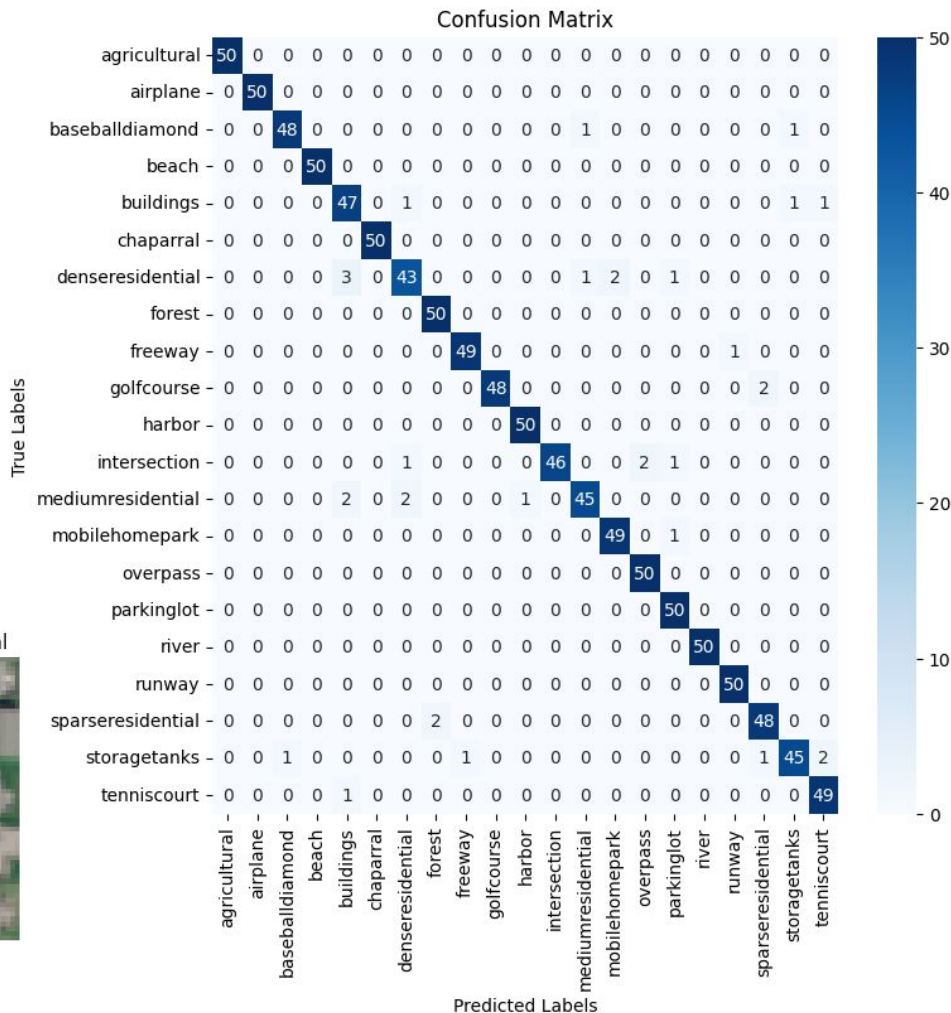 Confusion Matrix
True Labels
agricultural 50 0 0 0 0 0 0 0 0 0 0 0 0 0 0 0 0 0 0 0 0
airplane 0 50 0 0 0 0 0 0 0 0 0 0 0 0 0 0 0 0 0 0 0
baseballdiamond 0 0 48 0 0 0 0 0 0 0 0 0 1 0 0 0 0 0 0 1 0
beach 0 0 0 50 0 0 0 0 0 0 0 0 0 0 0 0 0 0 0 0 0
buildings 0 0 0 0 47 0 1 0 0 0 0 0 0 0 0 0 0 0 0 1 1
chaparral 0 0 0 0 0 50 0 0 0 0 0 0 0 0 0 0 0 0 0 0 0
denseresidential 0 0 0 0 3 0 43 0 0 0 0 0 1 2 0 1 0 0 0 0 0
forest 0 0 0 0 0 0 0 50 0 0 0 0 0 0 0 0 0 0 0 0 0
freeway 0 0 0 0 0 0 0 0 49 0 0 0 0 0 0 0 0 1 0 0 0
golfcourse 0 0 0 0 0 0 0 0 0 48 0 0 0 0 0 0 0 0 2 0 0
harbor 0 0 0 0 0 0 0 0 0 0 50 0 0 0 0 0 0 0 0 0 0
intersection 0 0 0 0 0 0 1 0 0 0 0 46 0 0 2 1 0 0 0 0 0
mediumresidential 0 0 0 0 2 0 2 0 0 0 1 0 45 0 0 0 0 0 0 0 0
mobilehomepark 0 0 0 0 0 0 0 0 0 0 0 0 0 49 0 1 0 0 0 0 0
overpass 0 0 0 0 0 0 0 0 0 0 0 0 0 0 50 0 0 0 0 0 0
parkinglot 0 0 0 0 0 0 0 0 0 0 0 0 0 0 0 50 0 0 0 0 0
river 0 0 0 0 0 0 0 0 0 0 0 0 0 0 0 0 50 0 0 0 0
runway 0 0 0 0 0 0 0 0 0 0 0 0 0 0 0 0 0 50 0 0 0
sparseresidential 0 0 0 0 0 0 0 2 0 0 0 0 0 0 0 0 0 0 48 0 0
storagetanks 0 0 1 0 0 0 0 0 1 0 0 0 0 0 0 0 0 0 1 45 2
tenniscourt 0 0 0 0 1 0 0 0 0 0 0 0 0 0 0 0 0 0 0 0 49
agricultural
airplane
baseballdiamond
beach
buildings
chaparral
denseresidential
forest
freeway
golfcourse
harbor
intersection
mediumresidential
mobilehomepark
overpass
parkinglot
river
runway
sparseresidential
storagetanks
tenniscourt
Predicted Labels
50
40
30
20
10
0